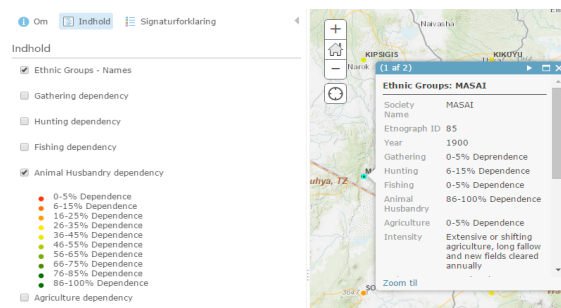 Om Indhold Signaturforklaring
Indhold
Ethnic Groups - Names
Gathering dependency
Hunting dependency
Fishing dependency
Animal Husbandry dependency
0-5% Dependence
6-15% Dependence
16-25% Dependence
26-35% Dependence
36-45% Dependence
46-55% Dependence
56-65% Dependence
66-75% Dependence
76-85% Dependence
86-100% Dependence
Agriculture dependency
Naivasha
KIPSIGIS
KIKUYU
Narok
(1 af 2)
Ethnic Groups: MASAI
Society Name MASAI
Etnograph ID 85
Year 1900
Gathering 0-5% Deprendence
Hunting 6-15% Dependence
Fishing 0-5% Dependence
Animal Husbandry 86-100% Dependence
Agriculture 0-5% Dependence
Intensity Extensive or shifting
agriculture, long fallow
and new fields cleared
annually
Zoom til
uhya, TZ
SO